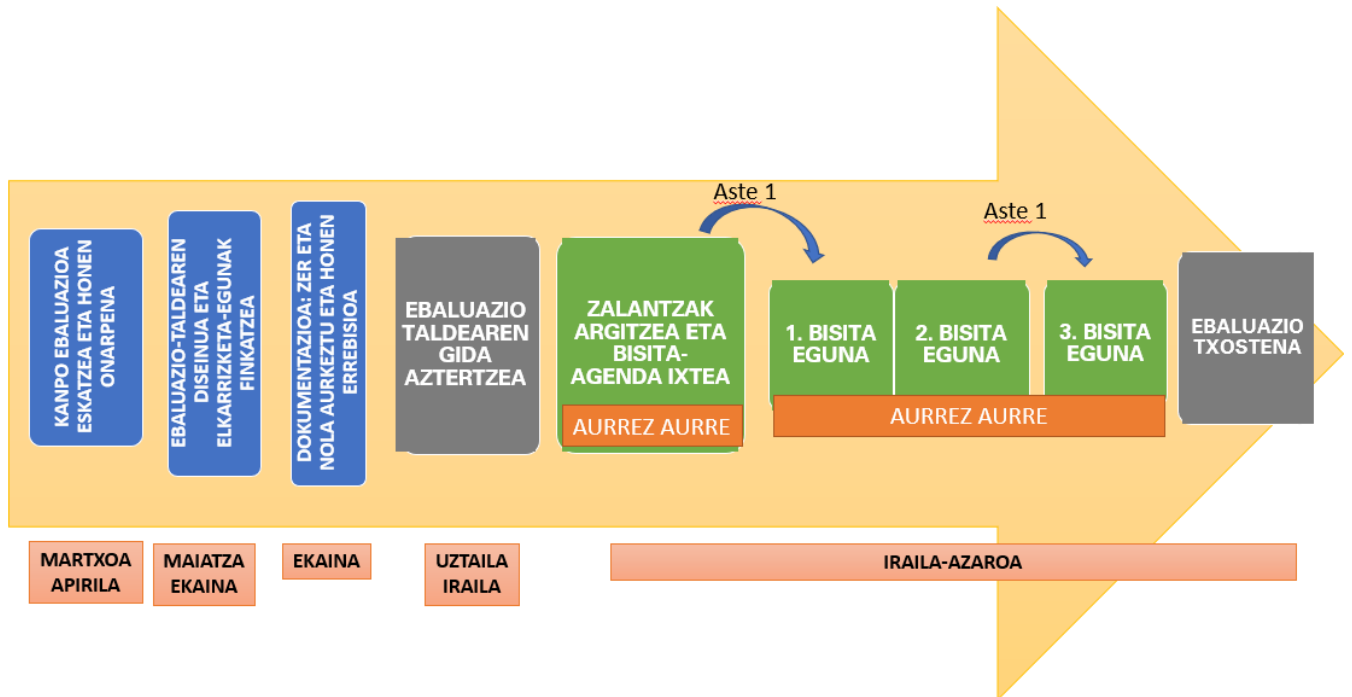 KANPO EBALUAZIOA
ESKATZEA ETA HONEN
ONARPENA
EBALUAZIO-TALDEAREN
DISEINUA ETA
ELKARRIZKETA-EGUNAK
FINKATZEA
DOKUMENTAZIOA: ZER ETA
NOLA AURKEZTU ETA HONEN
ERREBISIOA
EBALUAZIO
TALDEAREN
GIDA
AZTERTZEA
ZALANTZAK
ARGITZEA ETA
BISITA-
AGENDA IXTEA
AURREZ AURRE
Aste 1
1. BISITA
EGUNA
2. BISITA
EGUNA
Aste 1
3. BISITA
EGUNA
AURREZ AURRE
EBALUAZIO
TXOSTENA
MARTXOA
APIRILA
MAIATZA
EKAINA
EKAINA
UZTAILA
IRAILA
IRAILA-AZAROA